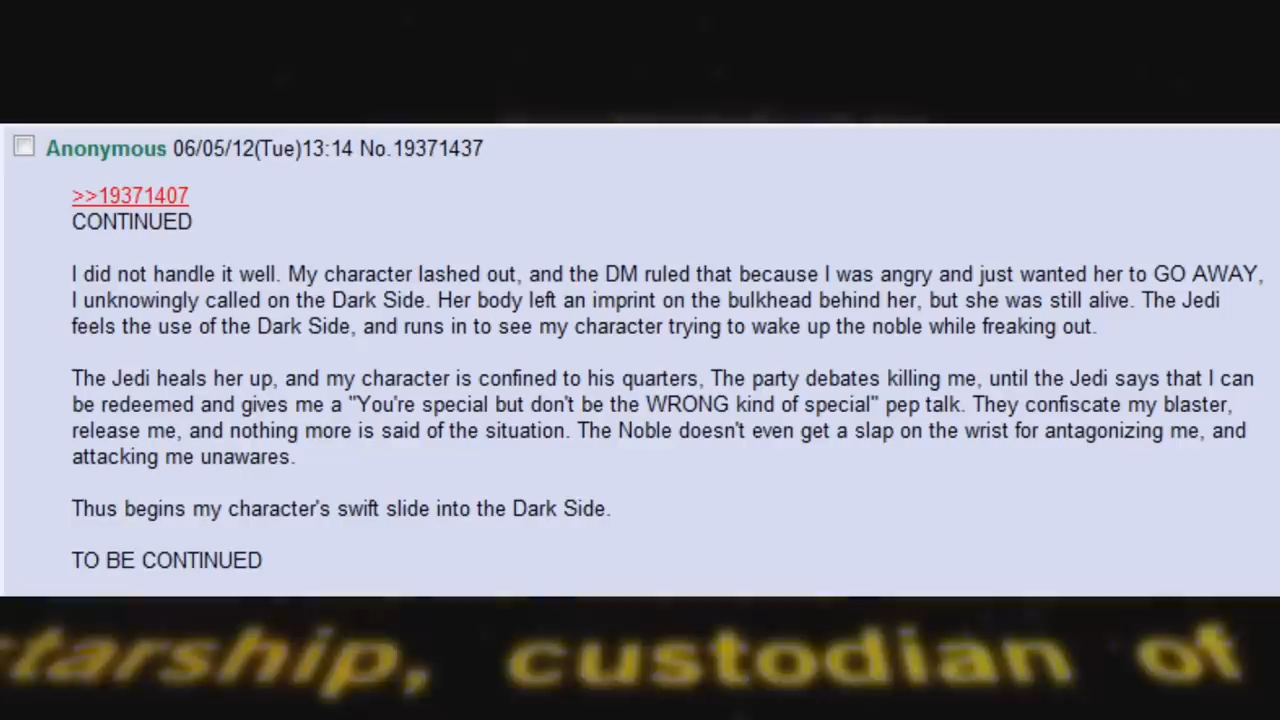 Anonymous 06/05/12(Tue)13:14 No.19371437
>>19371407
CONTINUED
I did not handle it well. My character lashed out, and the DM ruled that because I was angry and just wanted her to GO AWAY,
I unknowingly called on the Dark Side. Her body left an imprint on the bulkhead behind her, but she was still alive. The Jedi
feels the use of the Dark Side, and runs in to see my character trying to wake up the noble while freaking out.
The Jedi heals her up, and my character is confined to his quarters, The party debates killing me, until the Jedi says that I can
be redeemed and gives me a "You're special but don't be the WRONG kind of special" pep talk. They confiscate my blaster,
release me, and nothing more is said of the situation. The Noble doesn't even get a slap on the wrist for antagonizing me, and
attacking me unawares.
Thus begins my character's swift slide into the Dark Side.
TO BE CONTINUED
starship, custodian of